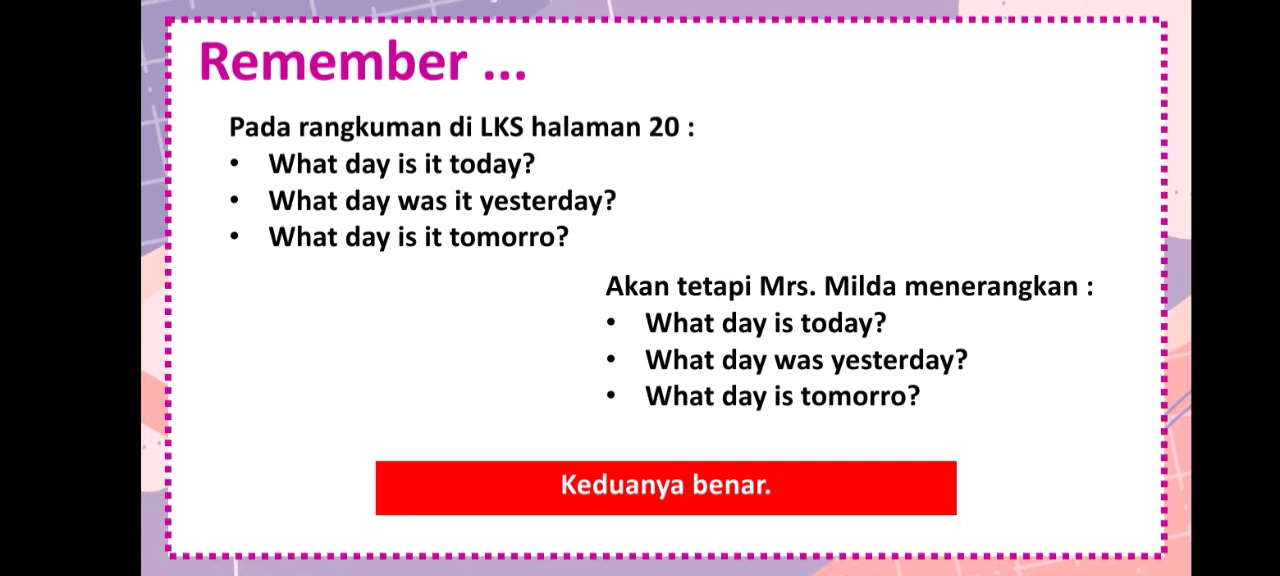 Remember ...
Pada rangkuman di LKS halaman 20 :
• What day is it today?
• What day was it yesterday?
• What day is it tomorro?
Akan tetapi Mrs. Milda menerangkan :
• What day is today?
• What day was yesterday?
• What day is tomorro?
Keduanya benar.